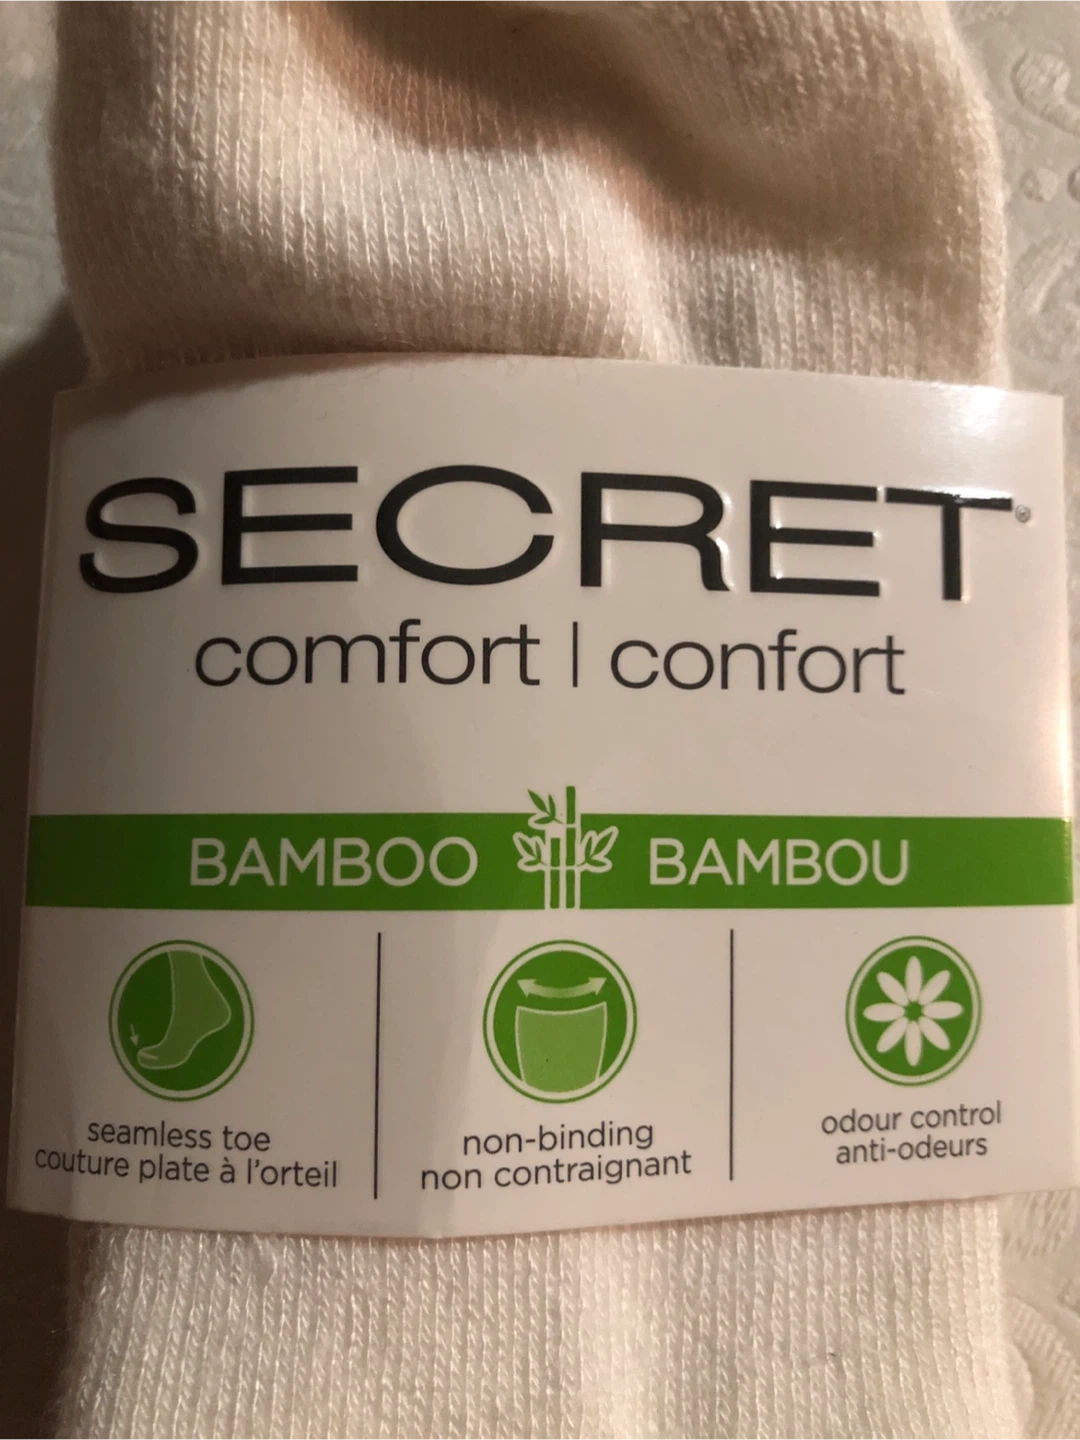 SECRET®
comfort | confort
BAMBOO BAMBOU
seamless toe
couture plate à l'orteil
non-binding
non contraignant
odour control
anti-odeurs